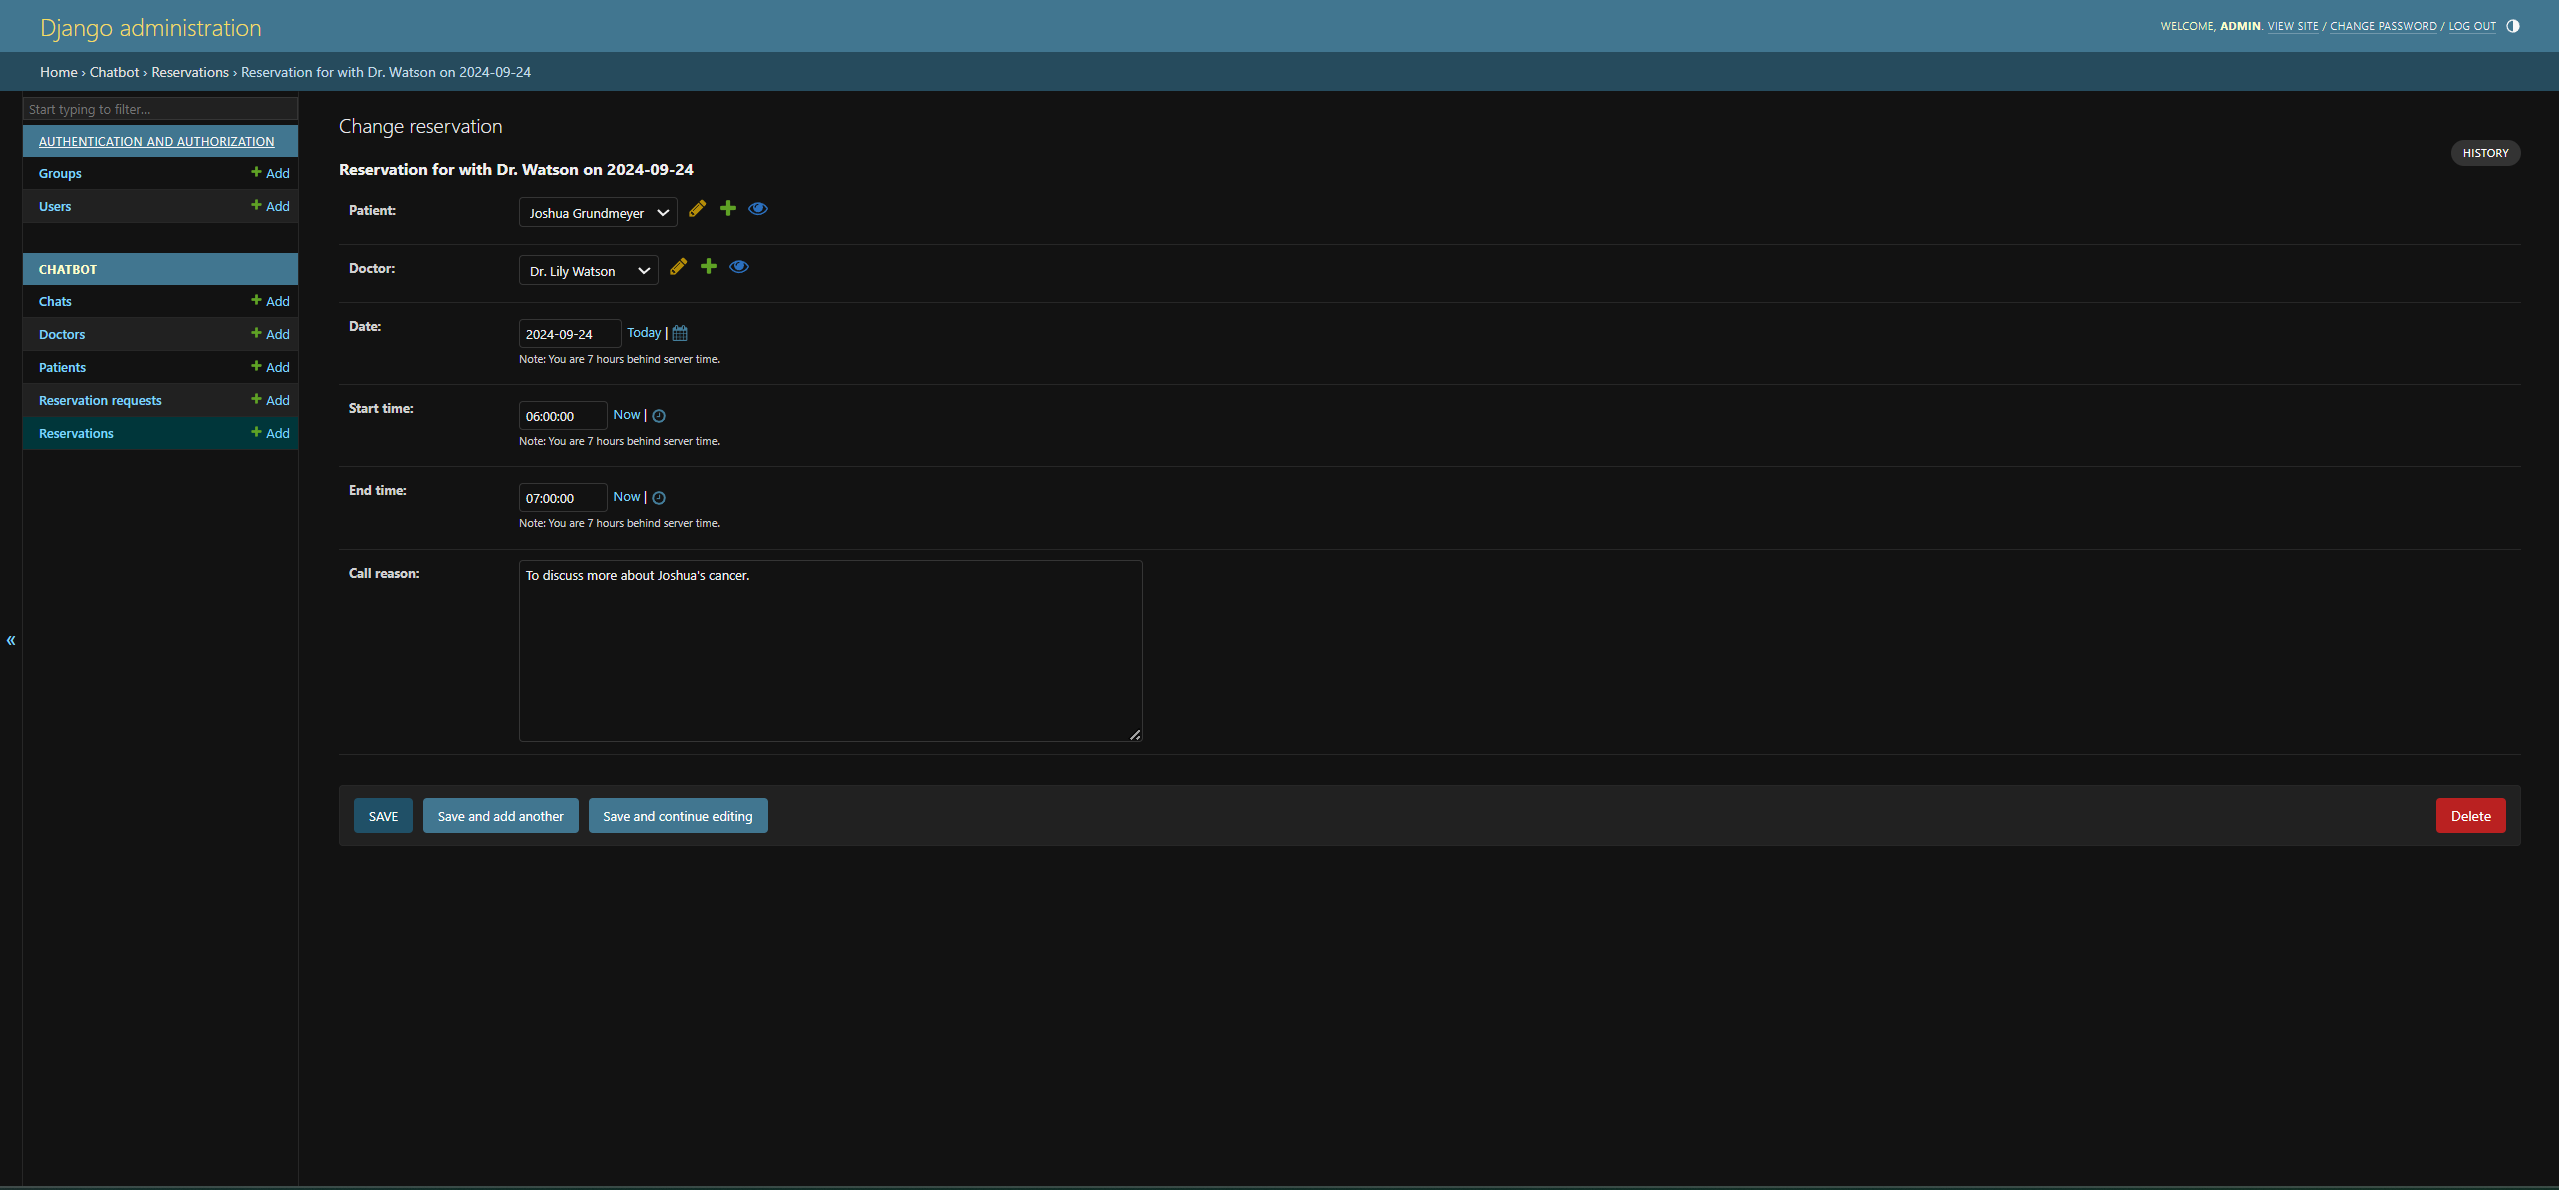 Django administration
WELCOME, ADMIN. VIEW SITE / CHANGE PASSWORD / LOG OUT
Home › Chatbot › Reservations › Reservation for with Dr. Watson on 2024-09-24
Start typing to filter...
AUTHENTICATION AND AUTHORIZATION
Groups + Add
Users + Add
CHATBOT
Chats + Add
Doctors + Add
Patients + Add
Reservation requests + Add
Reservations + Add
«
Change reservation
HISTORY
Reservation for with Dr. Watson on 2024-09-24
Patient: Joshua Grundmeyer
Doctor: Dr. Lily Watson
Date: 2024-09-24 Today |
Note: You are 7 hours behind server time.
Start time: 06:00:00 Now |
Note: You are 7 hours behind server time.
End time: 07:00:00 Now |
Note: You are 7 hours behind server time.
Call reason: To discuss more about Joshua's cancer.
SAVE Save and add another Save and continue editing Delete